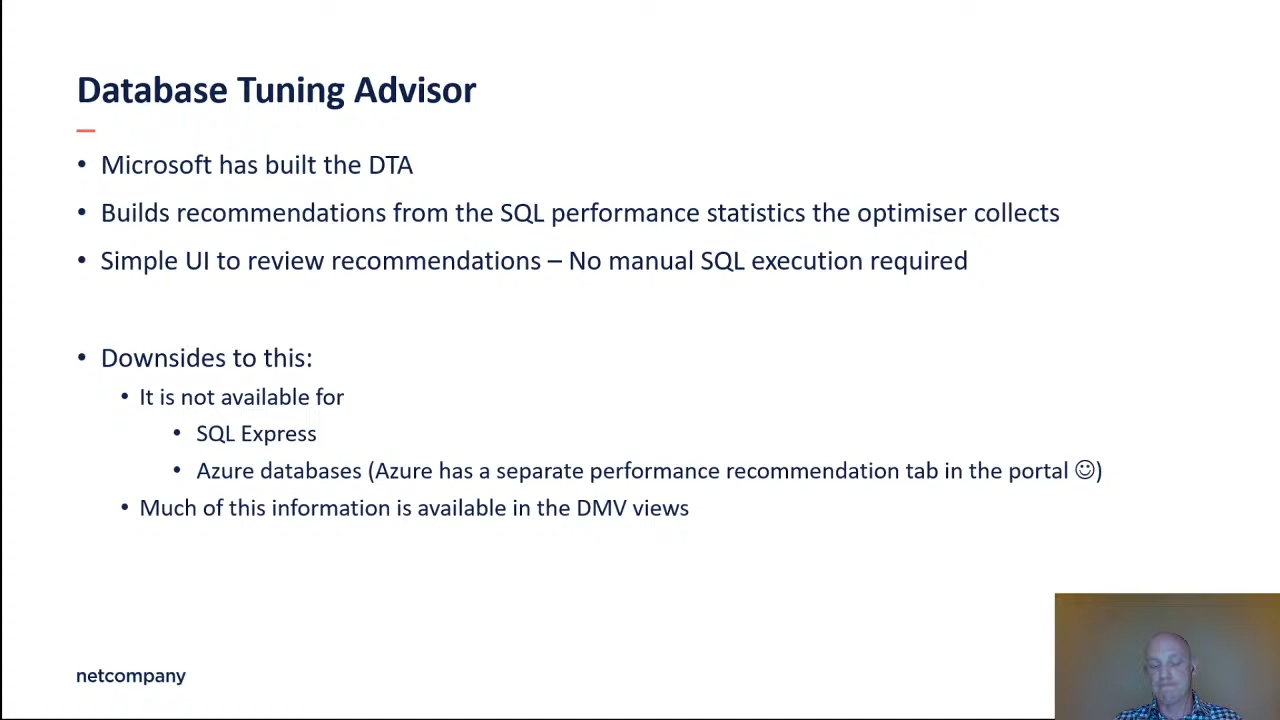 Database Tuning Advisor
• Microsoft has built the DTA
• Builds recommendations from the SQL performance statistics the optimiser collects
• Simple UI to review recommendations – No manual SQL execution required
• Downsides to this:
• It is not available for
• SQL Express
• Azure databases (Azure has a separate performance recommendation tab in the portal ☺)
• Much of this information is available in the DMV views
netcompany